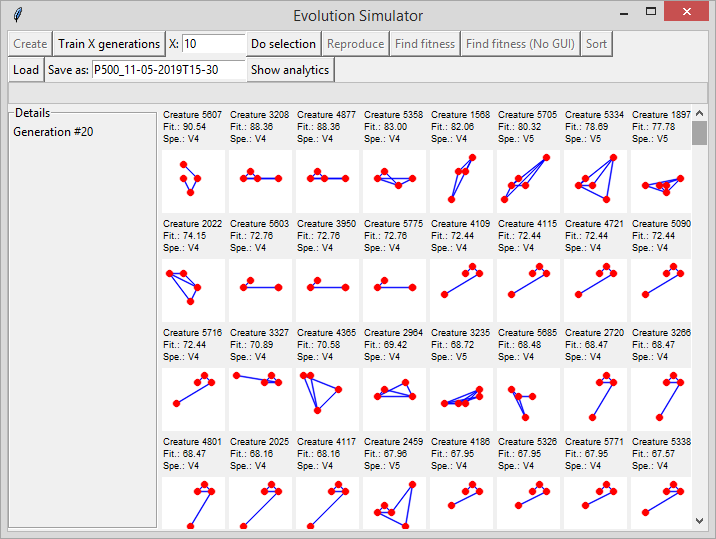 Evolution Simulator
Create Train X generations X: 10 Do selection Reproduce Find fitness Find fitness (No GUI) Sort
Load Save as: P500_11-05-2019T15-30 Show analytics
Details
Generation #20
Creature 5607 Creature 3208 Creature 4877 Creature 5358 Creature 1568 Creature 5705 Creature 5334 Creature 1897
Fit.: 90.54 Fit.: 88.36 Fit.: 88.36 Fit.: 83.00 Fit.: 82.06 Fit.: 80.32 Fit.: 78.69 Fit.: 77.78
Spe.: V4 Spe.: V4 Spe.: V4 Spe.: V4 Spe.: V4 Spe.: V5 Spe.: V5 Spe.: V5
Creature 2022 Creature 5603 Creature 3950 Creature 5775 Creature 4109 Creature 4115 Creature 4721 Creature 5090
Fit.: 74.15 Fit.: 72.76 Fit.: 72.76 Fit.: 72.76 Fit.: 72.44 Fit.: 72.44 Fit.: 72.44 Fit.: 72.44
Spe.: V4 Spe.: V4 Spe.: V4 Spe.: V4 Spe.: V4 Spe.: V4 Spe.: V4 Spe.: V4
Creature 5716 Creature 3327 Creature 4365 Creature 2964 Creature 3235 Creature 5685 Creature 2720 Creature 3266
Fit.: 72.44 Fit.: 70.89 Fit.: 70.58 Fit.: 69.42 Fit.: 68.72 Fit.: 68.48 Fit.: 68.47 Fit.: 68.47
Spe.: V4 Spe.: V4 Spe.: V4 Spe.: V4 Spe.: V5 Spe.: V4 Spe.: V4 Spe.: V4
Creature 4801 Creature 2025 Creature 4117 Creature 2459 Creature 4186 Creature 5326 Creature 5771 Creature 5338
Fit.: 68.47 Fit.: 68.16 Fit.: 68.16 Fit.: 67.96 Fit.: 67.95 Fit.: 67.95 Fit.: 67.95 Fit.: 67.57
Spe.: V4 Spe.: V4 Spe.: V4 Spe.: V5 Spe.: V4 Spe.: V4 Spe.: V4 Spe.: V4